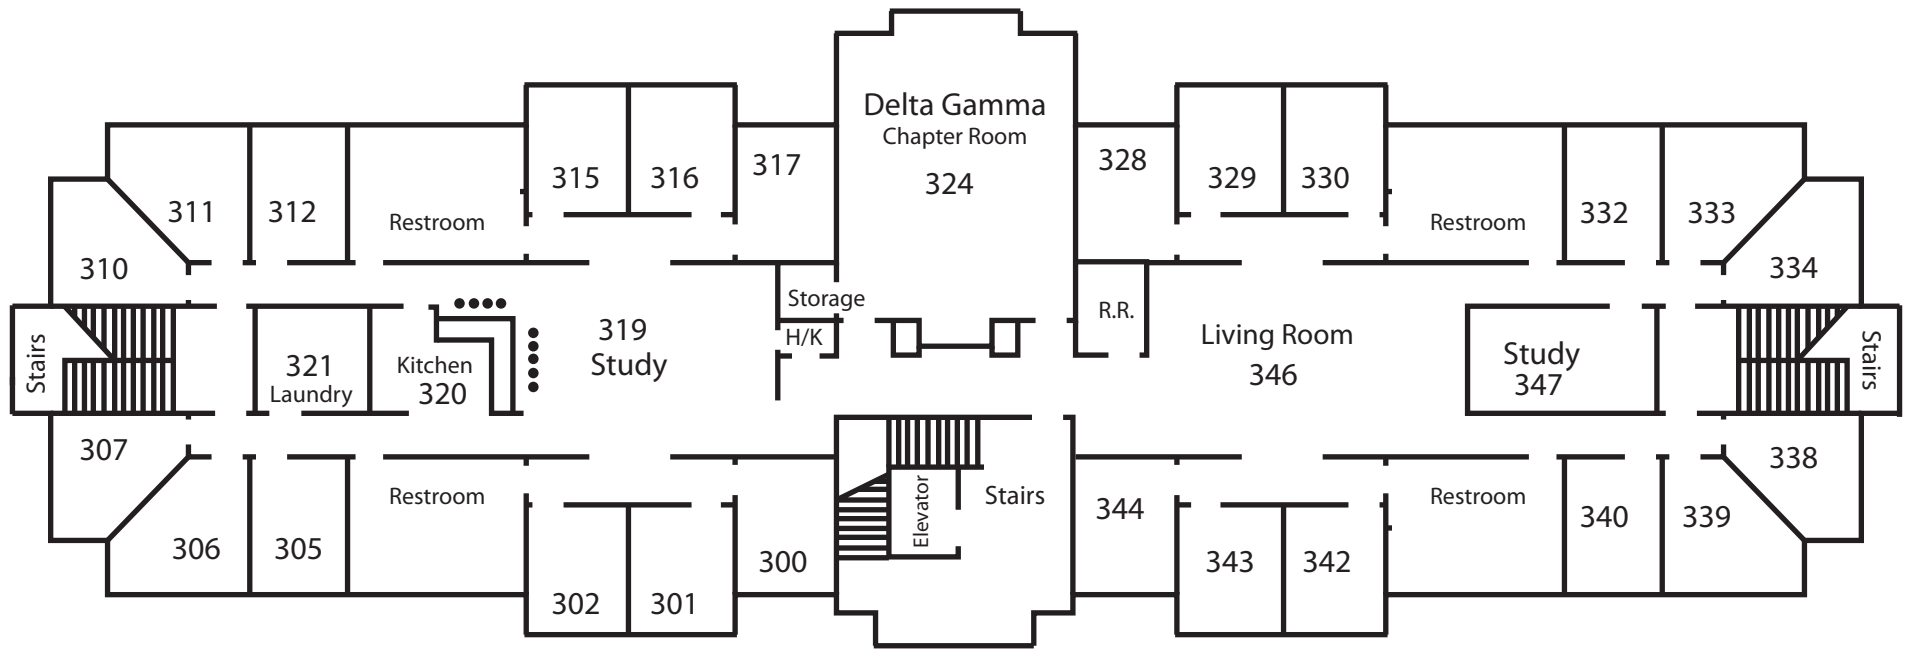 Delta Gamma
Chapter Room
324
315
316
317
328
329
330
311
312
Restroom
Restroom
332
333
310
334
Storage
H/K
R.R.
319
Study
Living Room
346
Stairs
321
Laundry
Kitchen
320
Study
347
Stairs
307
338
306
305
Restroom
302
301
300
Elevator
Stairs
344
343
342
Restroom
340
339